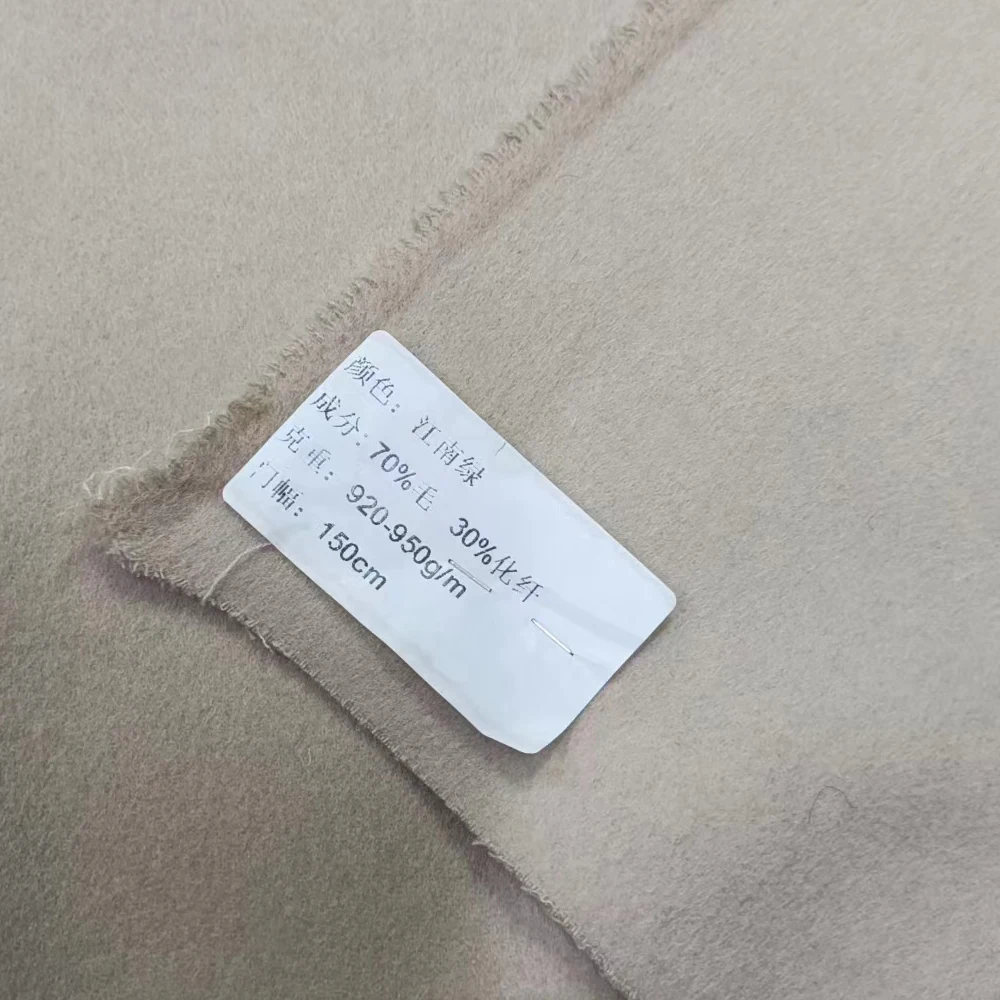 颜色：江南绿
成分：70%毛 30%化纤
克重：920-950g/m
门幅：150cm